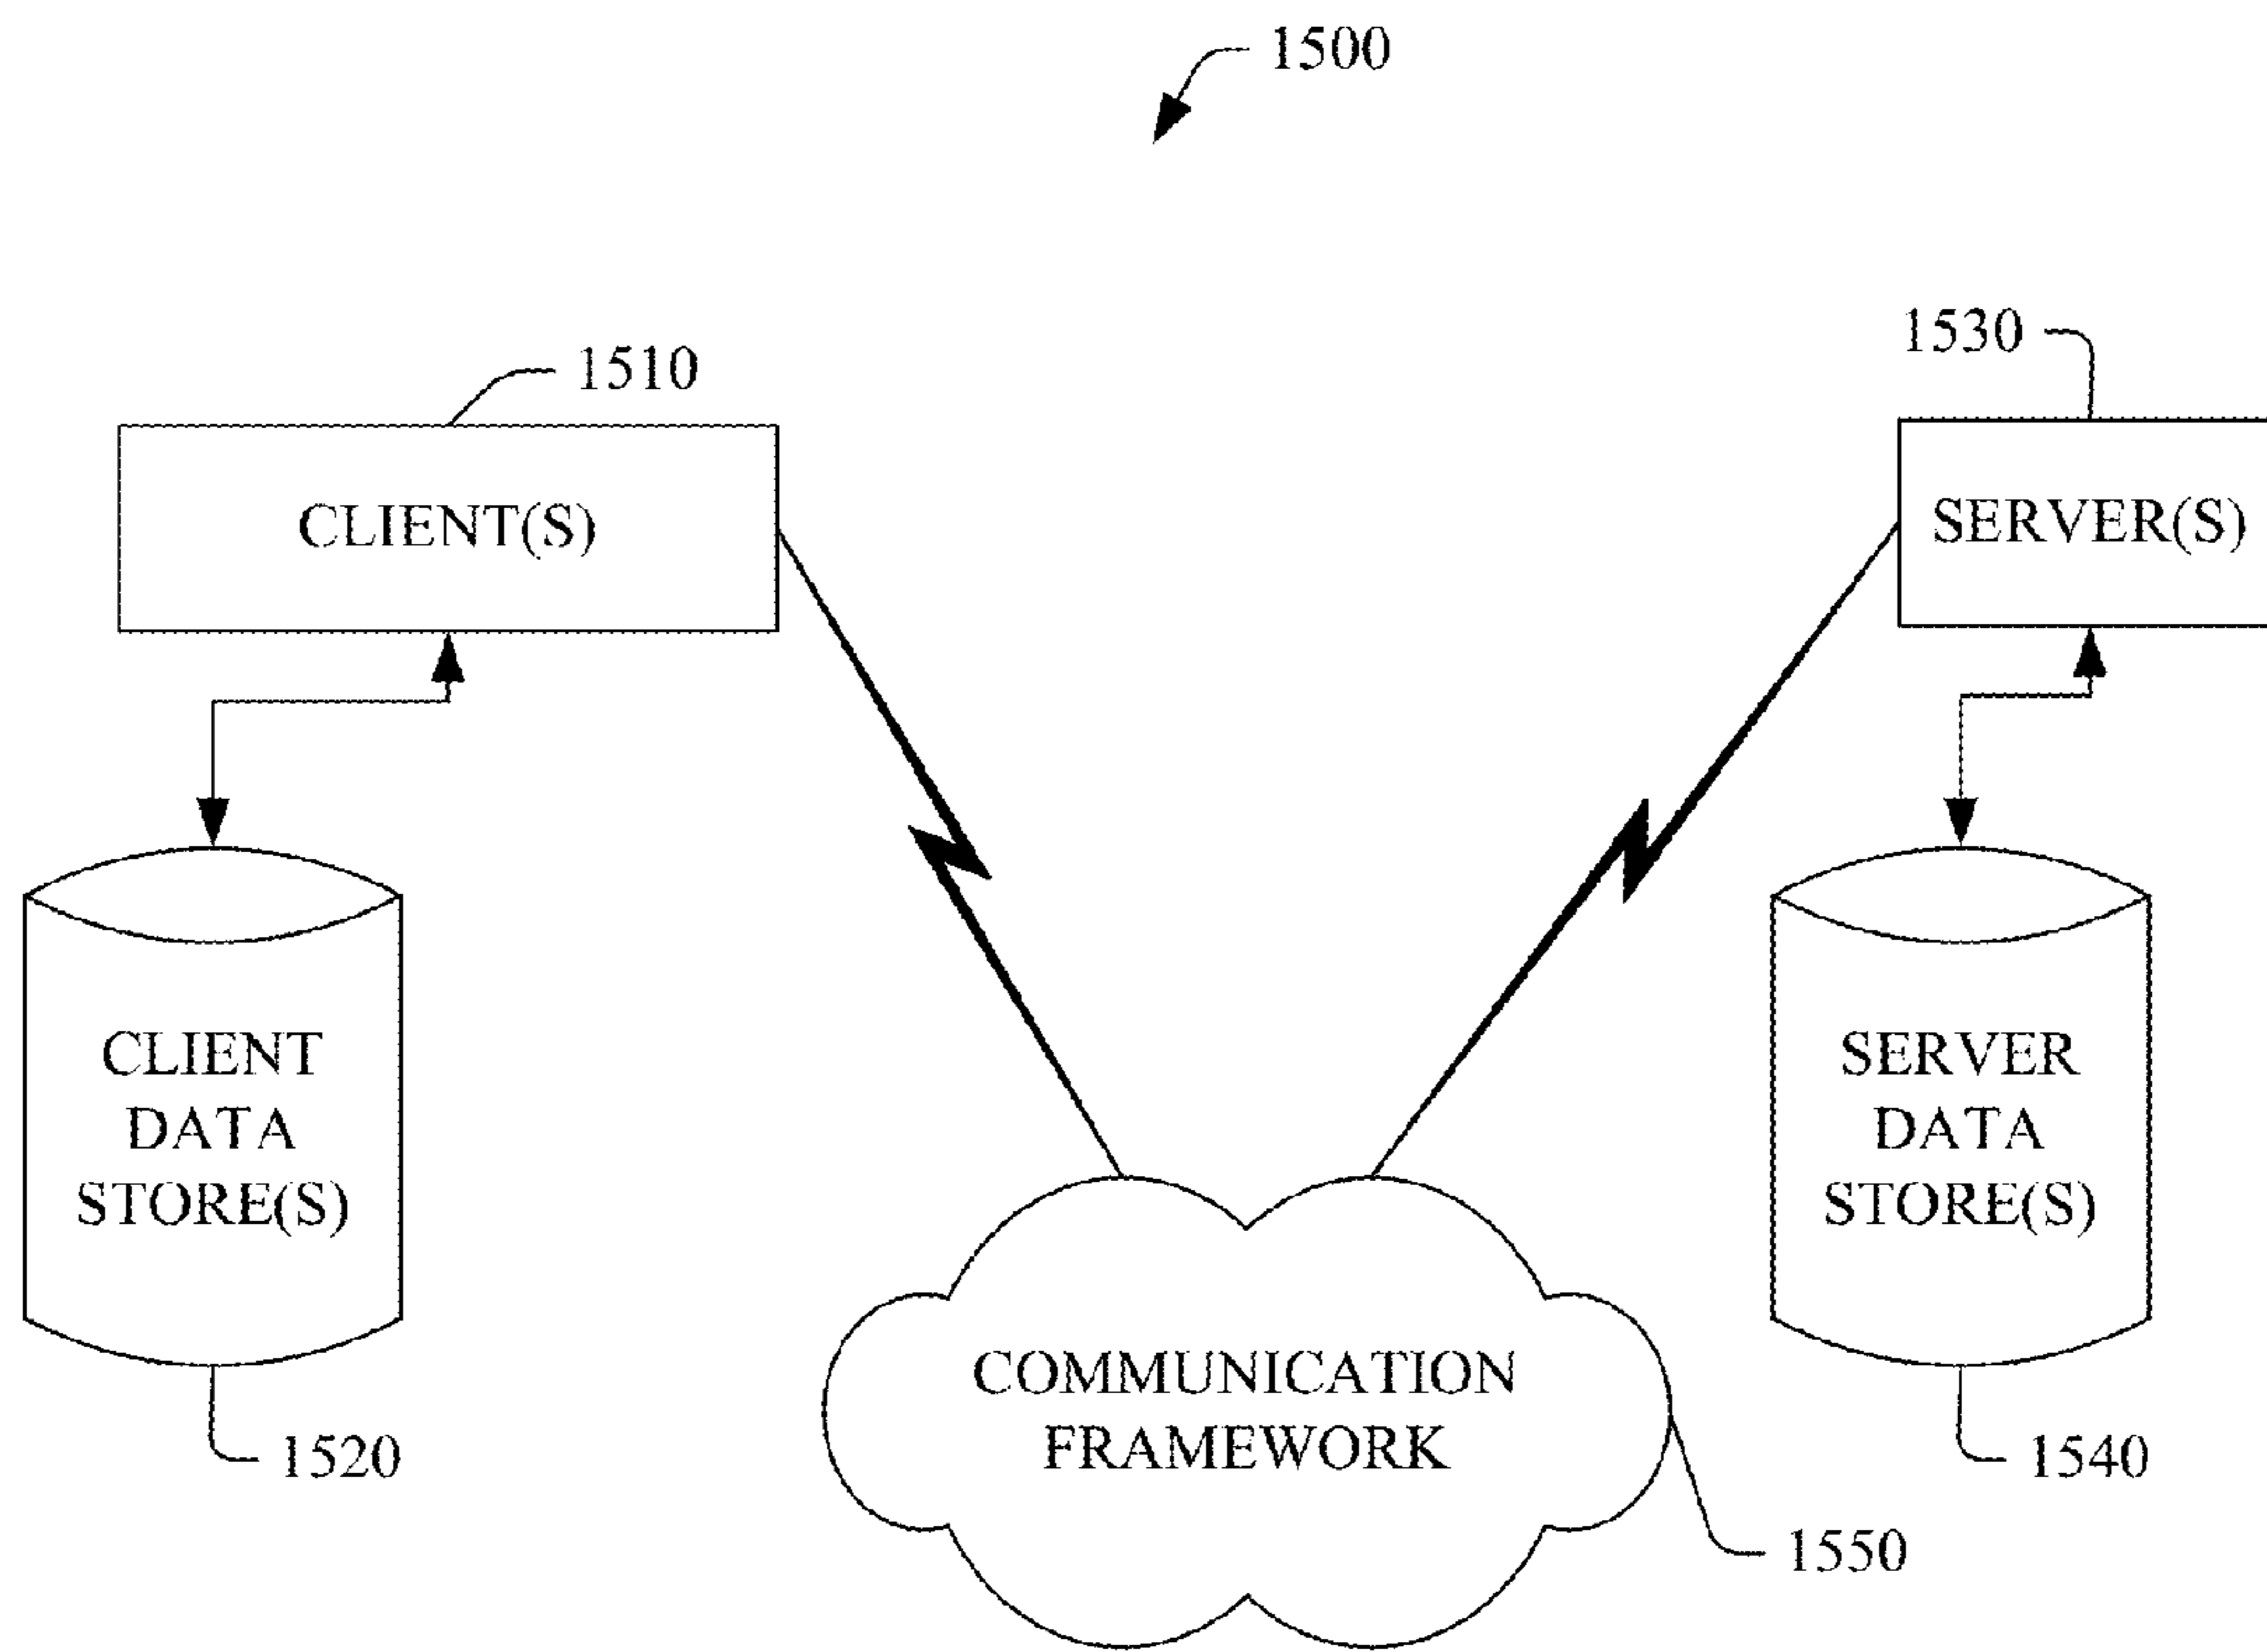 1500
1510
1530
CLIENT(S)
SERVER(S)
CLIENT
DATA
STORE(S)
SERVER
DATA
STORE(S)
COMMUNICATION
FRAMEWORK
1520
1540
1550